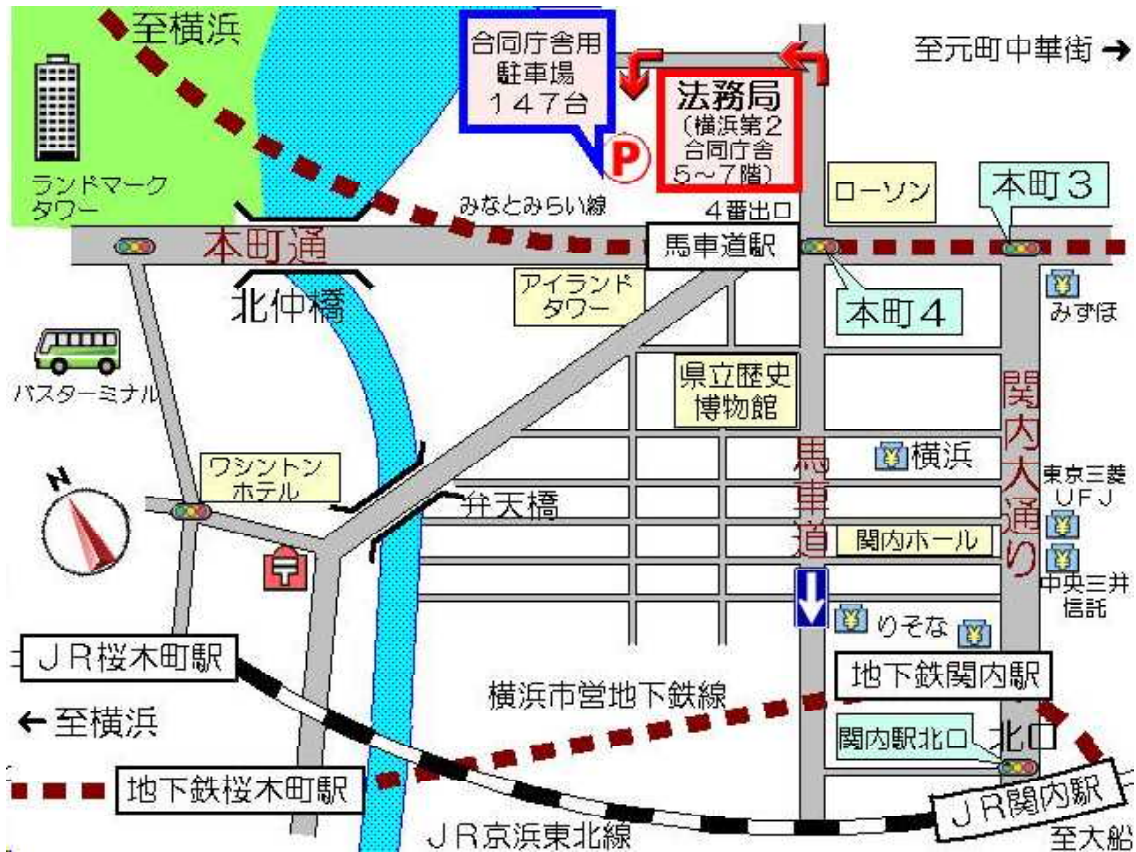 至横浜
合同庁舎用
駐車場
147台
至元町中華街→
法務局
(横浜第2
合同庁舎
5~7階)
P
ランドマーク
タワー
みなとみらい線
4番出口
ローソン
本町3
本町通
馬車道駅
アイランド
タワー
本町4
¥
みずほ
北仲橋
バスターミナル
県立歴史
博物館
関内大通り
馬車道
¥横浜
ワシントン
ホテル
N
弁天橋
東京三菱
UFJ
¥
関内ホール
〒
¥
中央三井
信託
¥りそな¥
JR桜木町駅
地下鉄関内駅
横浜市営地下鉄線
←至横浜
関内駅北口
北口
地下鉄桜木町駅
JR関内駅
JR京浜東北線
至大船